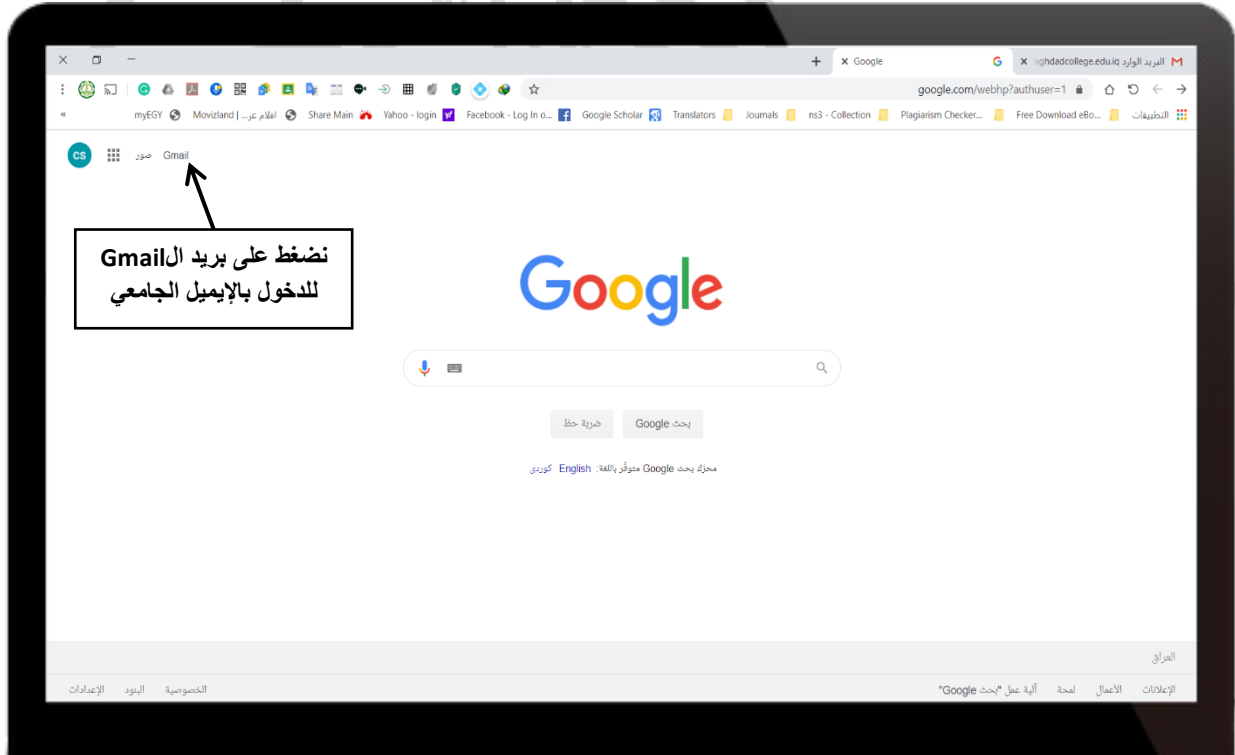 البريد الوارد ghdadcollege.edu.iq
Google
google.com/webhp?authuser=1
التطبيقات
Free Download eBo...
Plagiarism Checker...
ns3 - Collection
Journals
Translators
Google Scholar
Facebook - Log In o...
Yahoo - login
Share Main
Movizland | ...افلام عر
myEGY
Gmail
صور
CS
نضغط على بريد الGmail
للدخول بالإيميل الجامعي
Google
بحث Google
ضربة حظ
محرّك بحث Google متوفّر باللغة: English كوردی
العراق
الإعلانات الأعمال لمحة آلية عمل "بحث Google"
الخصوصية البنود الإعدادات